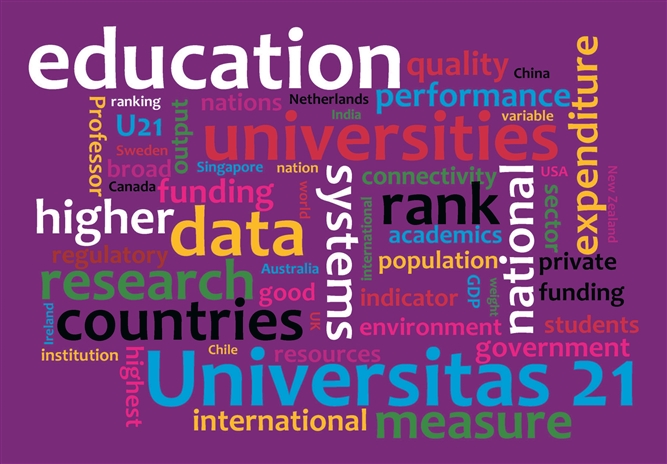 education
quality
China
expenditure
Professor
ranking
output
nations
Netherlands
performance
India
variable
U21
universities
Sweden
broad
Singapore
nation
systems
connectivity
national
USA
New Zealand
Canada
funding
world
international
rank
sector
higher
data
academics
regulatory
population
private
research
Australia
good
indicator
GDP
weight
funding
Ireland
countries
UK
environment
students
institution
highest
Chile
resources
government
Universitas 21
international
measure